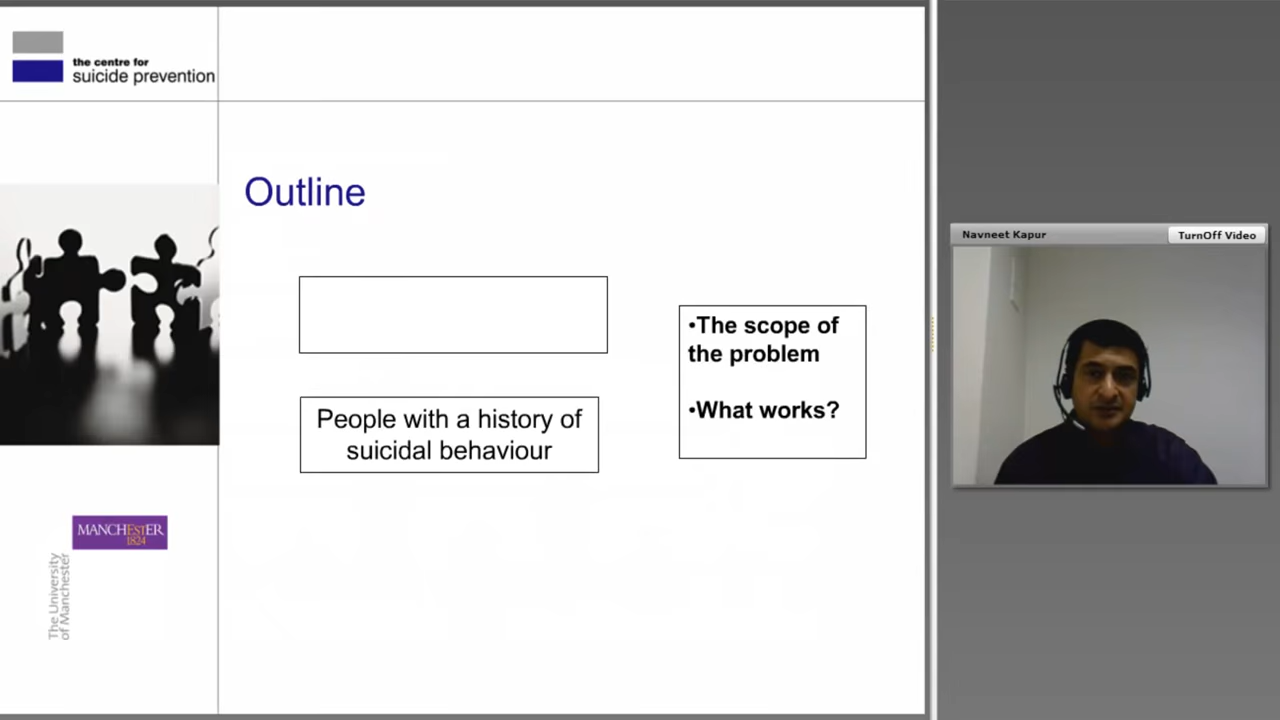 the centre for
suicide prevention
Outline
People with a history of
suicidal behaviour
•The scope of
the problem
•What works?
MANCHESTER
1824
The University
of Manchester
Navneet Kapur
TurnOff Video